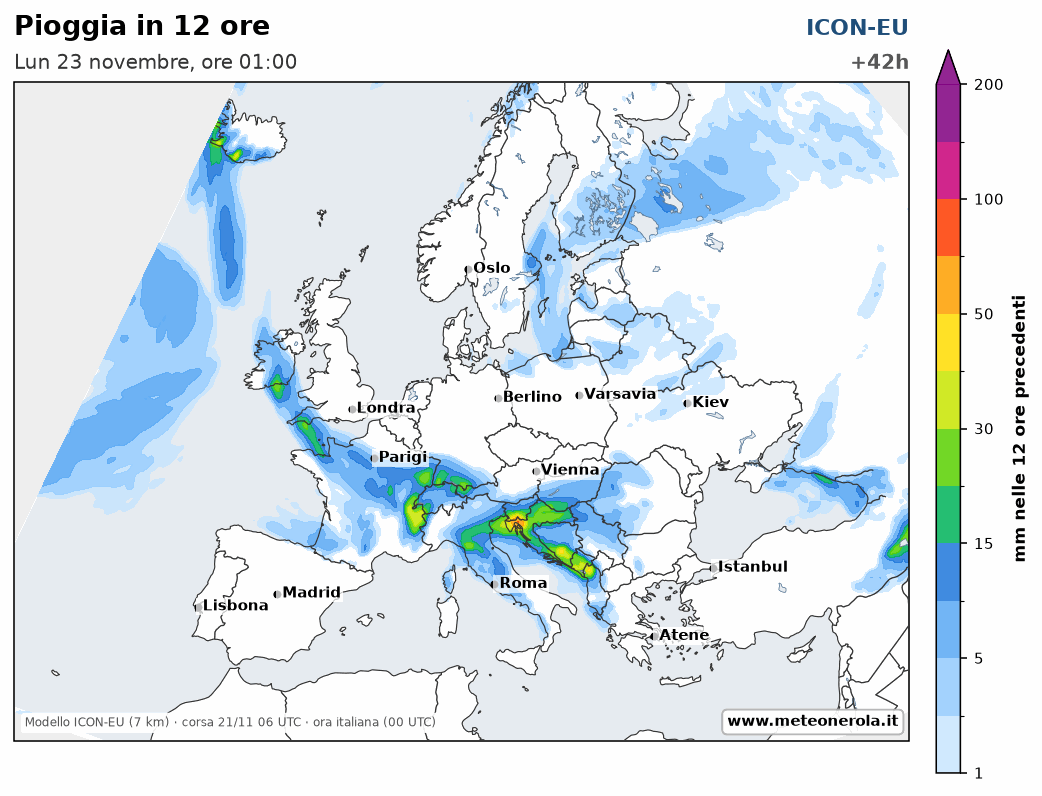 Pioggia in 12 ore
ICON-EU
Lun 23 novembre, ore 01:00
+42h
200
100
50
30
15
5
1
mm nelle 12 ore precedenti
Oslo
Berlino
Varsavia
Kiev
Londra
Parigi
Vienna
Istanbul
Roma
Madrid
Lisbona
Atene
Modello ICON-EU (7 km) · corsa 21/11 06 UTC · ora italiana (00 UTC)
www.meteonerola.it